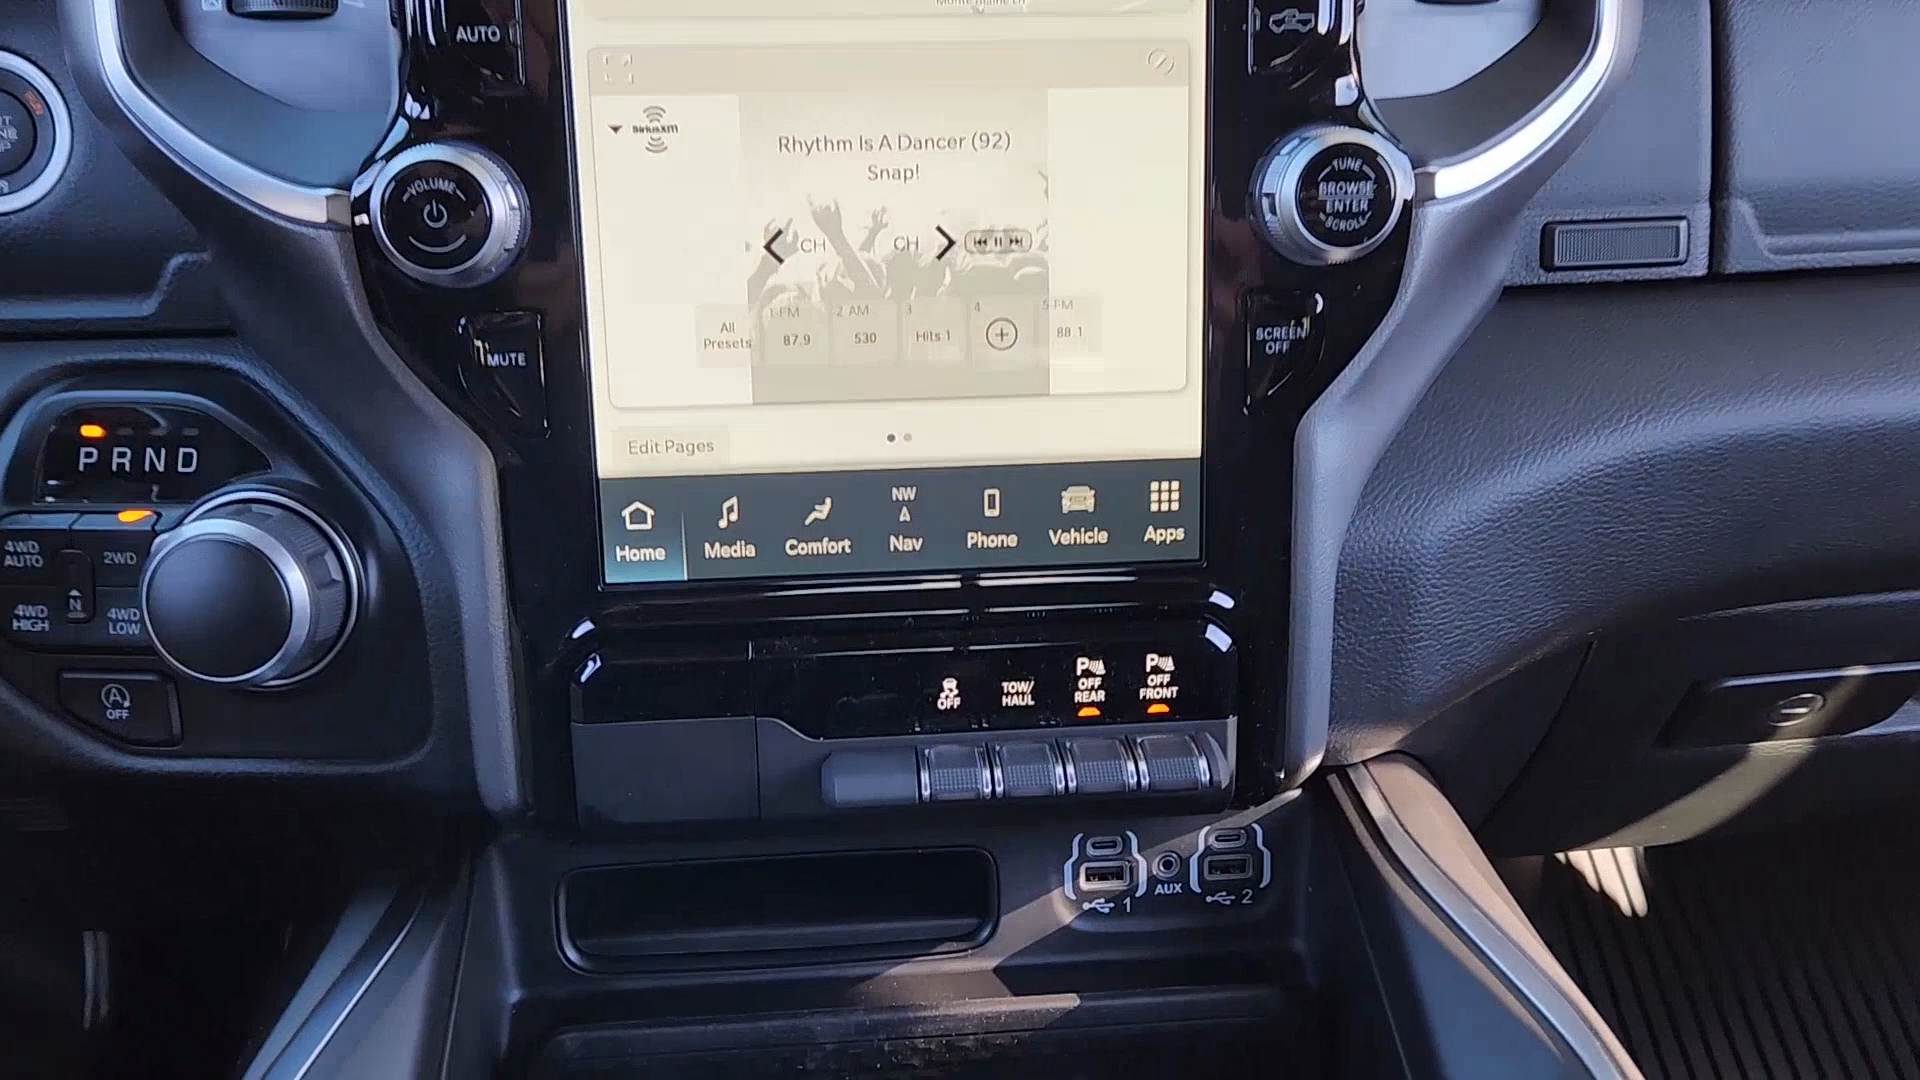 AUTO
SiriusXM
Rhythm Is A Dancer (92)
Snap!
CH
CH
VOLUME
TUNE
BROWSE
ENTER
SCROLL
MUTE
SCREEN
OFF
All
Presets
1-FM
87.9
2 AM
530
3
Hits 1
4
5-FM
88.1
Edit Pages
P R N D
Home
Media
Comfort
NW
Nav
Phone
Vehicle
Apps
4WD
AUTO
2WD
4WD
HIGH
N
4WD
LOW
A
OFF
OFF
TOW/
HAUL
P
OFF
REAR
P
OFF
FRONT
1
AUX
2